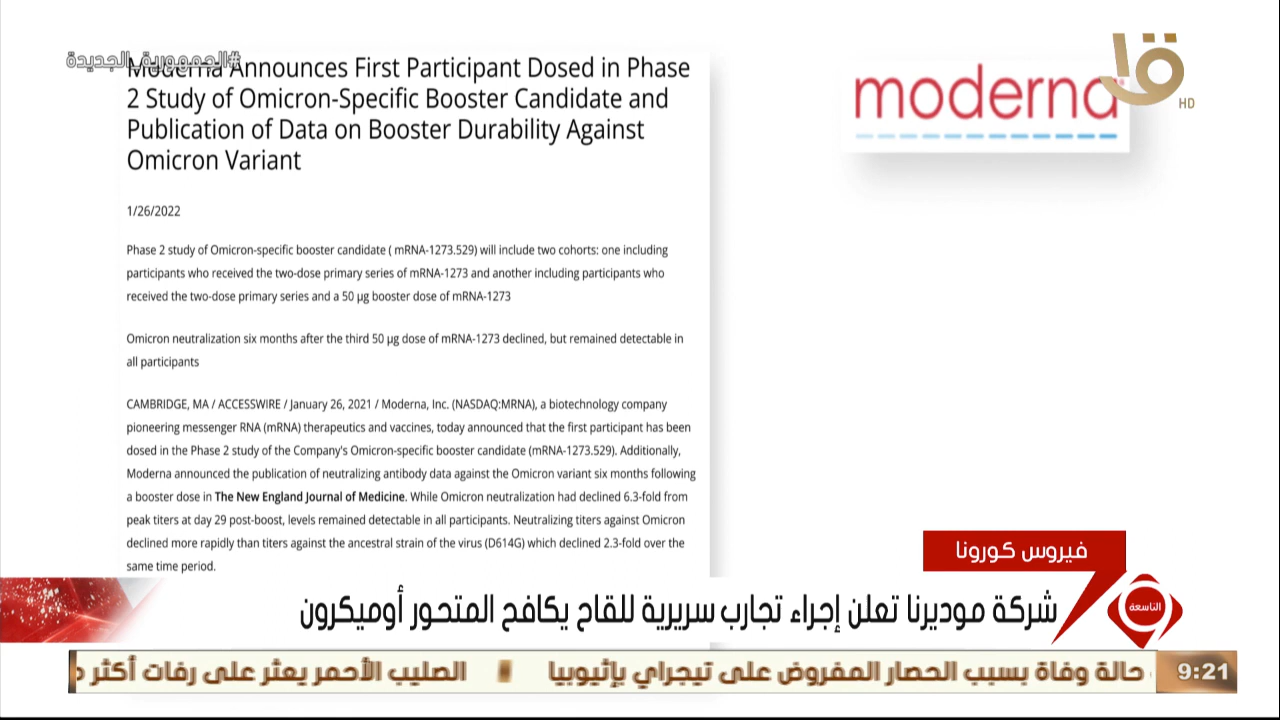 #الجمهورية_الجديدة
Moderna Announces First Participant Dosed in Phase
2 Study of Omicron-Specific Booster Candidate and
Publication of Data on Booster Durability Against
Omicron Variant
moderna
HD
1/26/2022
Phase 2 study of Omicron-specific booster candidate ( mRNA-1273.529) will include two cohorts: one including
participants who received the two-dose primary series of mRNA-1273 and another including participants who
received the two-dose primary series and a 50 µg booster dose of mRNA-1273
Omicron neutralization six months after the third 50 µg dose of mRNA-1273 declined, but remained detectable in
all participants
CAMBRIDGE, MA / ACCESSWIRE / January 26, 2021 / Moderna, Inc. (NASDAQ:MRNA), a biotechnology company
pioneering messenger RNA (mRNA) therapeutics and vaccines, today announced that the first participant has been
dosed in the Phase 2 study of the Company's Omicron-specific booster candidate (mRNA-1273.529). Additionally,
Moderna announced the publication of neutralizing antibody data against the Omicron variant six months following
a booster dose in The New England Journal of Medicine. While Omicron neutralization had declined 6.3-fold from
peak titers at day 29 post-boost, levels remained detectable in all participants. Neutralizing titers against Omicron
declined more rapidly than titers against the ancestral strain of the virus (D614G) which declined 2.3-fold over the
same time period.
فيروس كورونا
شركة موديرنا تعلن إجراء تجارب سريرية للقاح يكافح المتحور أوميكرون
التاسعة
9:21
حالة وفاة بسبب الحصار المفروض على تيجراي بإثيوبيا
الصليب الأحمر يعثر على رفات أكثر